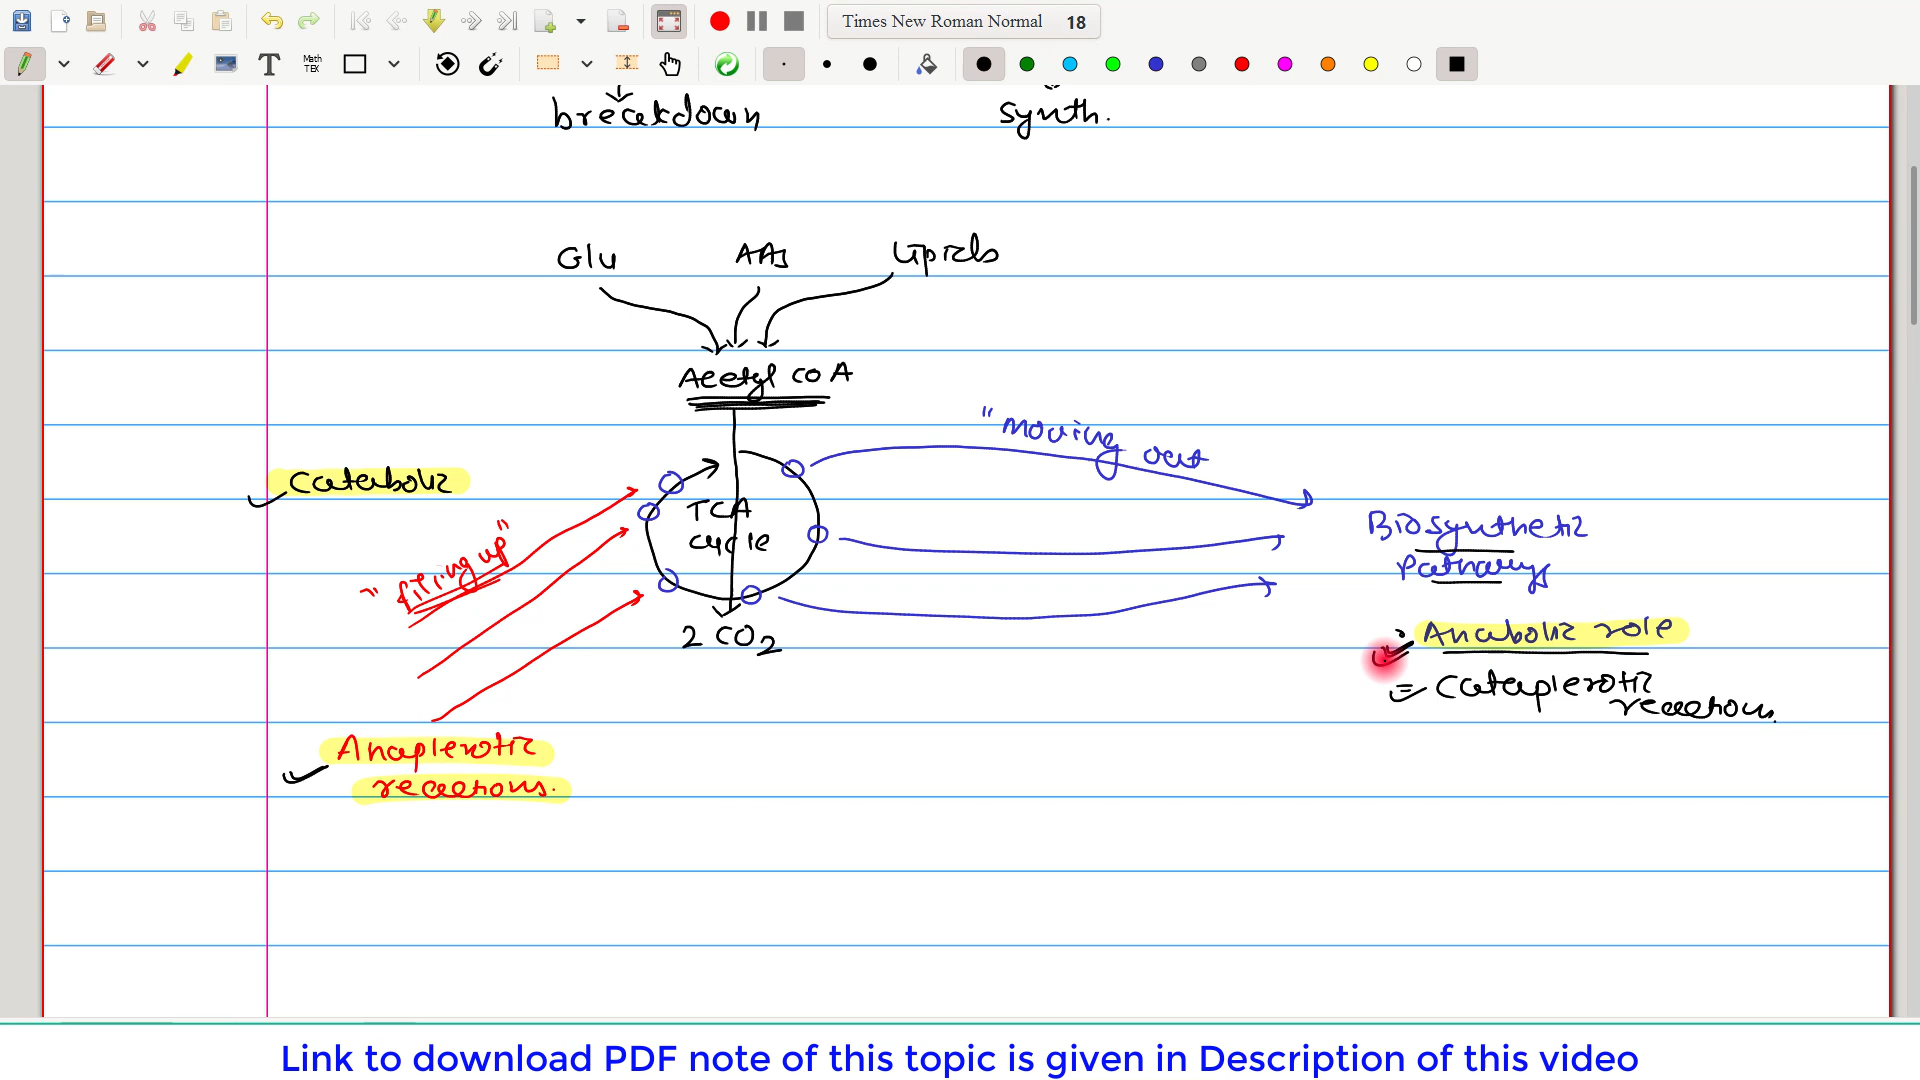 Times New Roman Normal 18
Math
TEX
breakdown
synth.
Glu AAs Lipids
Acetyl CoA
"Moving out
Catabolic
TCA
cycle
"filling up"
Biosynthetic
Pathways
2 CO2
Anabolic role
= Cataplerotic
reactions.
Anaplerotic
reactions.
Link to download PDF note of this topic is given in Description of this video